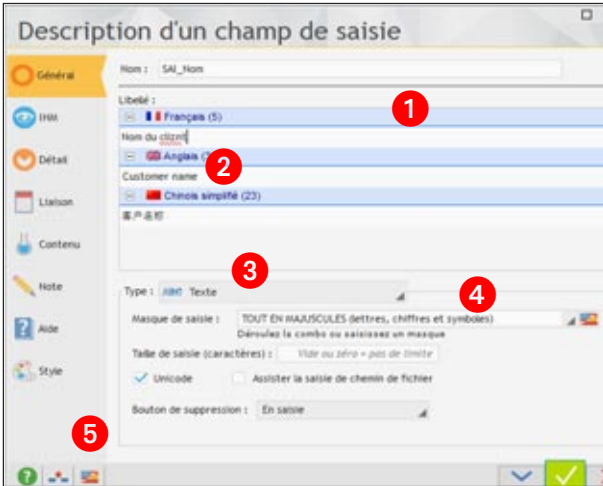 Description d'un champ de saisie
Général
IHM
Détail
Liaison
Contenu
Note
Aide
Style
Nom : SAI_Nom
Libellé :
Français (5)
1
Nom du cliznt
Anglais (
2
Customer name
Chinois simplifié (23)
客户名称
3
Type : ABC Texte
4
Masque de saisie : TOUT EN MAJUSCULES (lettres, chiffres et symboles)
Déroulez la combo ou saisissez un masque
Taille de saisie (caractères) : Vide ou zéro = pas de limite
Unicode Assister la saisie de chemin de fichier
Bouton de suppression : En saisie
5